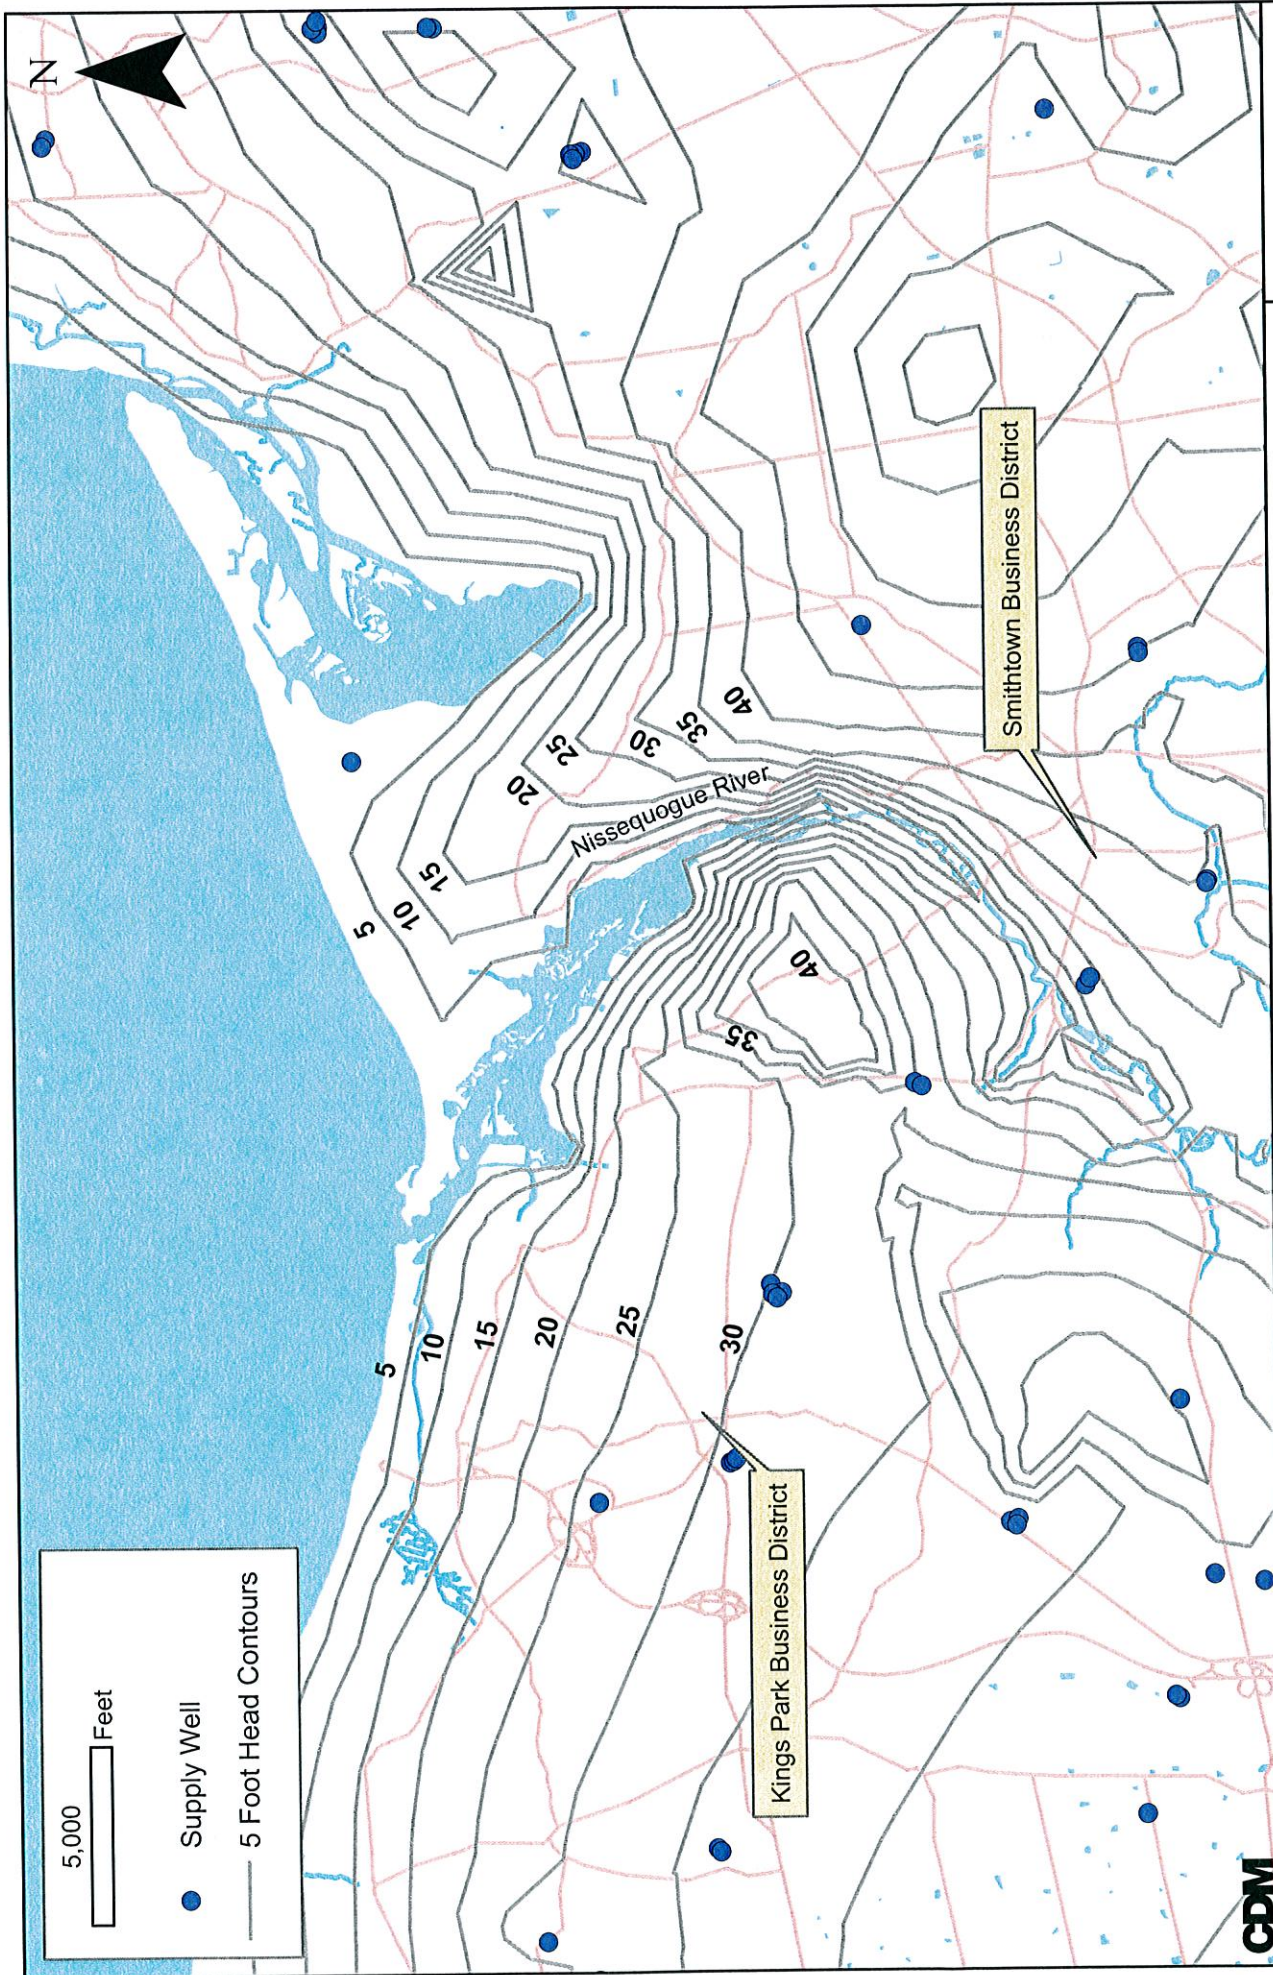 N
5,000
Feet
Supply Well
5 Foot Head Contours
5
10
15
20
25
30
5
10
15
20
25
30
35
40
35
40
Nissequogue River
Kings Park Business District
Smithtown Business District
CDM